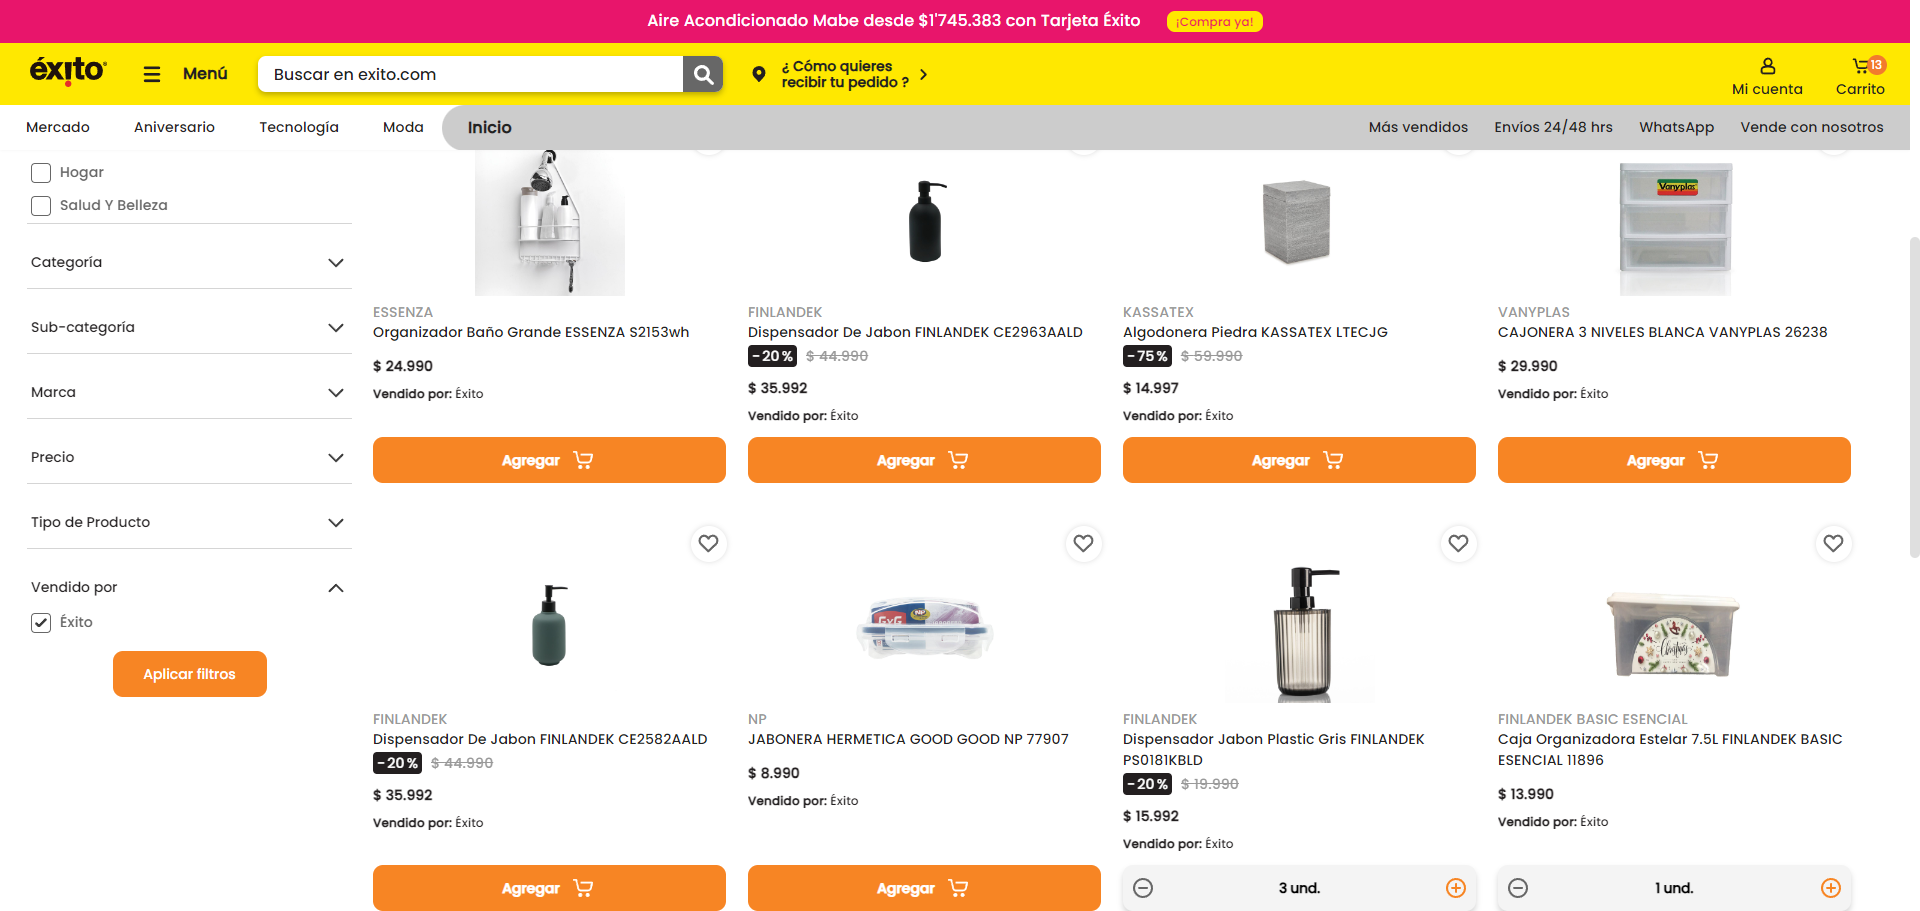 Aire Acondicionado Mabe desde $1'745.383 con Tarjeta Éxito ¡Compra ya!
éxito
Menú
Buscar en exito.com
¿ Cómo quieres
recibir tu pedido ?
Mi cuenta
13
Carrito
Mercado
Aniversario
Tecnología
Moda
Inicio
Más vendidos
Envíos 24/48 hrs
WhatsApp
Vende con nosotros
Hogar
Salud Y Belleza
Categoría
Sub-categoría
Marca
Precio
Tipo de Producto
Vendido por
Éxito
Aplicar filtros
ESSENZA
Organizador Baño Grande ESSENZA S2153wh
$ 24.990
Vendido por: Éxito
Agregar
FINLANDEK
Dispensador De Jabon FINLANDEK CE2963AALD
-20% $ 44.990
$ 35.992
Vendido por: Éxito
Agregar
KASSATEX
Algodonera Piedra KASSATEX LTECJG
-75% $ 59.990
$ 14.997
Vendido por: Éxito
Agregar
Vanyplas
VANYPLAS
CAJONERA 3 NIVELES BLANCA VANYPLAS 26238
$ 29.990
Vendido por: Éxito
Agregar
FINLANDEK
Dispensador De Jabon FINLANDEK CE2582AALD
-20% $ 44.990
$ 35.992
Vendido por: Éxito
Agregar
GxG
NP
NP
JABONERA HERMETICA GOOD GOOD NP 77907
$ 8.990
Vendido por: Éxito
Agregar
FINLANDEK
Dispensador Jabon Plastic Gris FINLANDEK
PS0181KBLD
-20% $ 19.990
$ 15.992
Vendido por: Éxito
3 und.
Christmas
FINLANDEK BASIC ESENCIAL
Caja Organizadora Estelar 7.5L FINLANDEK BASIC
ESENCIAL 11896
$ 13.990
Vendido por: Éxito
1 und.